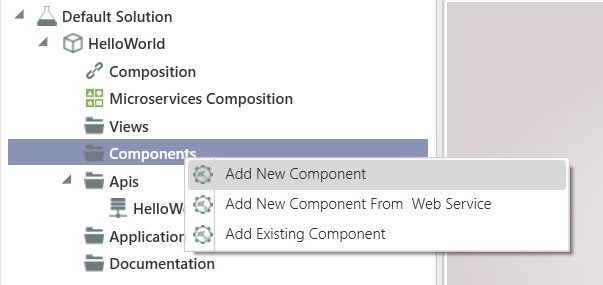 Default Solution
HelloWorld
Composition
Microservices Composition
Views
Components
Add New Component
Apis
Add New Component From  Web Service
Add Existing Component
Documentation